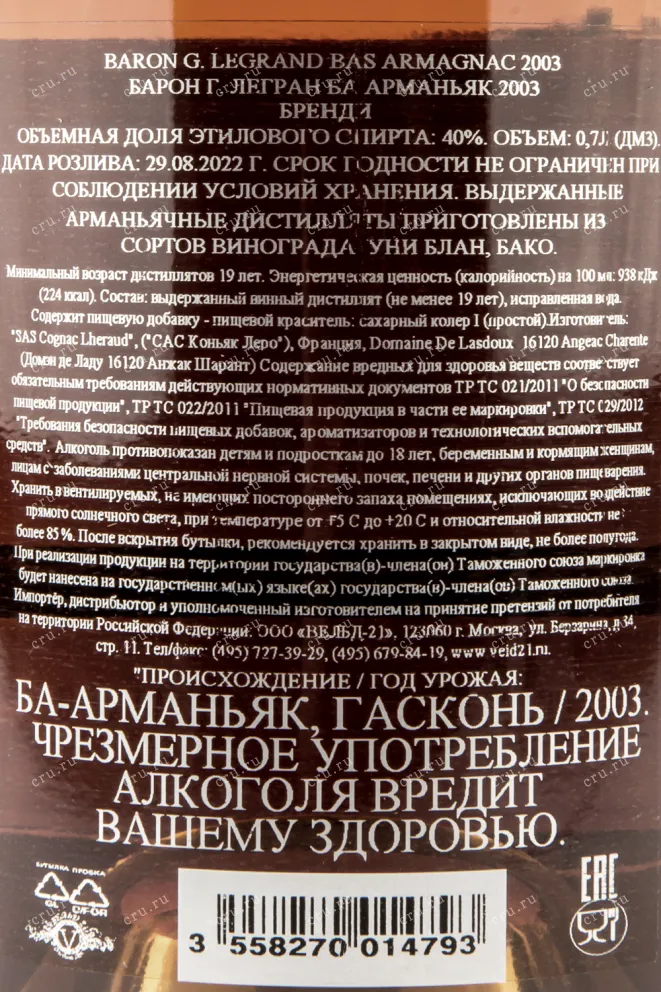 BARON G. LEGRAND BAS ARMAGNAC 2003
БАРОН Г. ЛЕГРАН БА АРМАНЬЯК 2003
БРЕНДИ
ОБЪЕМНАЯ ДОЛЯ ЭТИЛОВОГО СПИРТА: 40%. ОБЪЕМ: 0,7Л (ДМ3).
ДАТА РОЗЛИВА: 29.08.2022 Г. СРОК ГОДНОСТИ НЕ ОГРАНИЧЕН ПРИ
СОБЛЮДЕНИИ УСЛОВИЙ ХРАНЕНИЯ. ВЫДЕРЖАННЫЕ
АРМАНЬЯЧНЫЕ ДИСТИЛЛЯТЫ ПРИГОТОВЛЕНЫ ИЗ
СОРТОВ ВИНОГРАДА УНИ БЛАН, БАКО.
Минимальный возраст дистиллятов 19 лет. Энергетическая ценность (калорийность) на 100 мл: 938 кДж
(224 ккал). Состав: выдержанный винный дистиллят (не менее 19 лет), исправленная вода.
Содержит пищевую добавку - пищевой краситель: сахарный колер I (простой).Изготовитель:
"SAS Cognac Lheraud", ("САС Коньяк Леро"), Франция, Domaine De Lasdoux 16120 Angeac Charente
(Домэн де Ладу 16120 Анжак Шарант) Содержание вредных для здоровья веществ соответствует
обязательным требованиям действующих нормативных документов ТР ТС 021/2011 "О безопасности
пищевой продукции", ТР ТС 022/2011 "Пищевая продукция в части ее маркировки", ТР ТС 029/2012
"Требования безопасности пищевых добавок, ароматизаторов и технологических вспомогательных
средств". Алкоголь противопоказан детям и подросткам до 18 лет, беременным и кормящим женщинам,
лицам с заболеваниями центральной нервной системы, почек, печени и других органов пищеварения.
Хранить в вентилируемых, не имеющих постороннего запаха помещениях, исключающих воздействие
прямого солнечного света, при температуре от +5 С до +20 С и относительной влажности не
более 85 %. После вскрытия бутылки, рекомендуется хранить в закрытом виде, не более полугода.
При реализации продукции на территории государства(в)-члена(ов) Таможенного союза маркировка
будет нанесена на государственном(ых) языке(ах) государства(в)-члена(ов) Таможенного союза.
Импортёр, дистрибьютор и уполномоченный изготовителем на принятие претензий от потребителя
на территории Российской Федерации: ООО «ВЕЛЬД-21», 123060 г. Москва, ул. Берзарина, д 34,
стр. 11. Тел/факс: (495) 727-39-29, (495) 679-84-19, www.veld21.ru.
"ПРОИСХОЖДЕНИЕ / ГОД УРОЖАЯ:
БА-АРМАНЬЯК, ГАСКОНЬ / 2003.
ЧРЕЗМЕРНОЕ УПОТРЕБЛЕНИЕ
АЛКОГОЛЯ ВРЕДИТ
ВАШЕМУ ЗДОРОВЬЮ.
БУТЫЛКА ПРОБКА
GL FOR
EAC
3 558270 014793